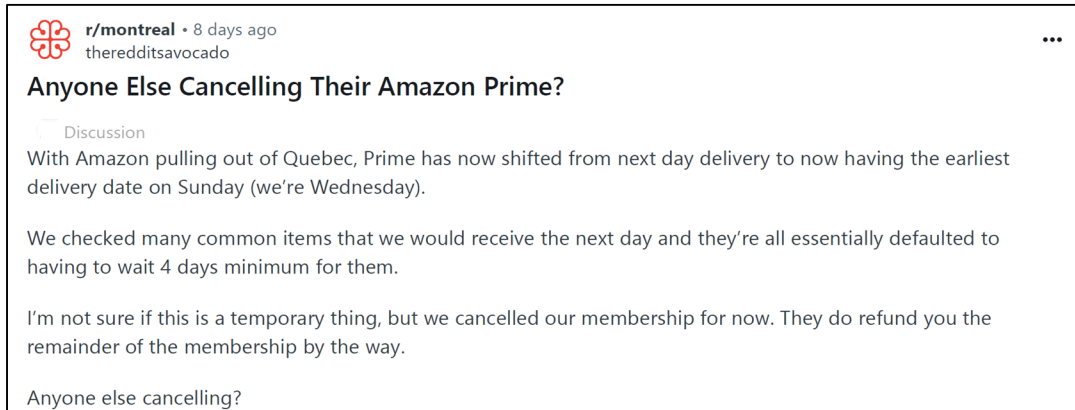 r/montreal • 8 days ago
theredditsavocado
Anyone Else Cancelling Their Amazon Prime?
Discussion
With Amazon pulling out of Quebec, Prime has now shifted from next day delivery to now having the earliest
delivery date on Sunday (we’re Wednesday).
We checked many common items that we would receive the next day and they’re all essentially defaulted to
having to wait 4 days minimum for them.
I’m not sure if this is a temporary thing, but we cancelled our membership for now. They do refund you the
remainder of the membership by the way.
Anyone else cancelling?